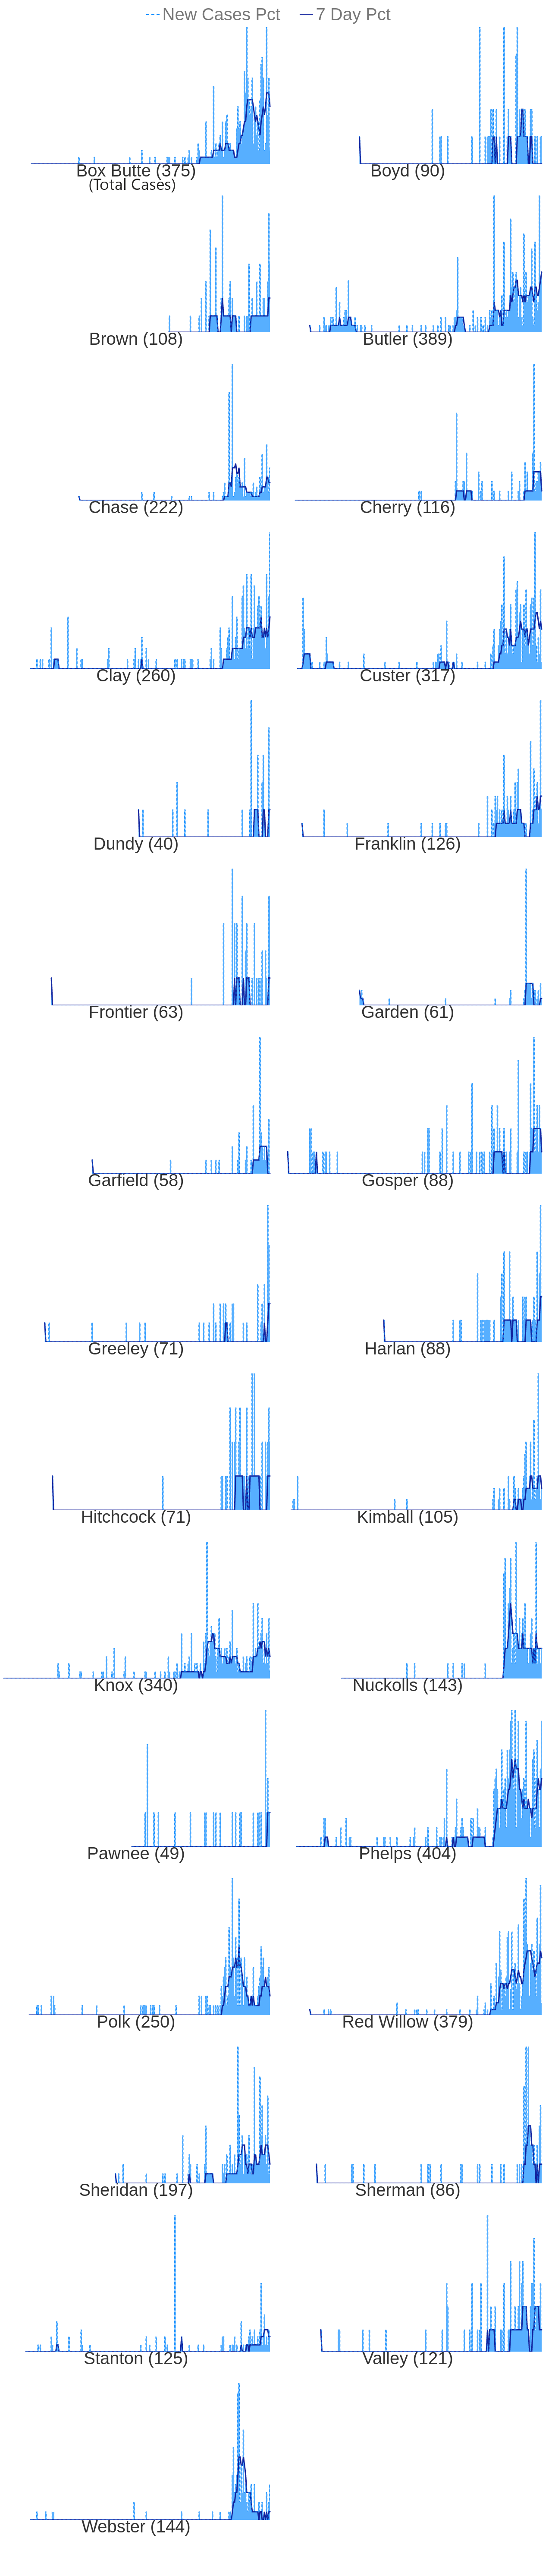 New Cases Pct 7 Day Pct
Box Butte (375) Boyd (90)
(Total Cases)
Brown (108) Butler (389)
Chase (222) Cherry (116)
Clay (260) Custer (317)
Dundy (40) Franklin (126)
Frontier (63) Garden (61)
Garfield (58) Gosper (88)
Greeley (71) Harlan (88)
Hitchcock (71) Kimball (105)
Knox (340) Nuckolls (143)
Pawnee (49) Phelps (404)
Polk (250) Red Willow (379)
Sheridan (197) Sherman (86)
Stanton (125) Valley (121)
Webster (144)